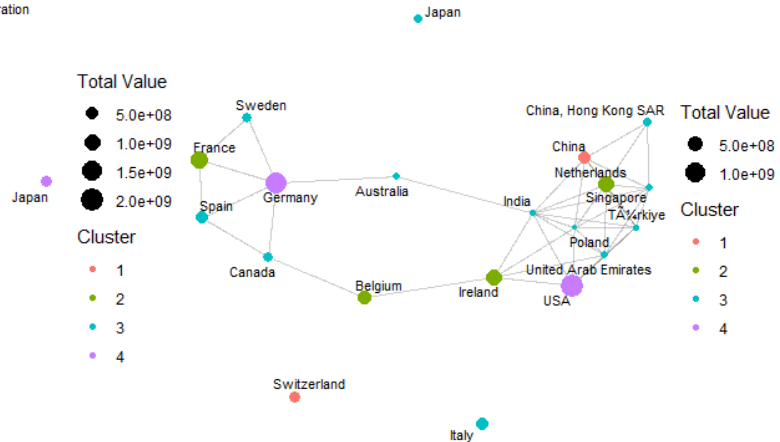 ration
Japan
Total Value
5.0e+08
1.0e+09
1.5e+09
2.0e+09
Cluster
1
2
3
4
Japan
Sweden
France
Germany
Spain
Canada
Australia
Belgium
Switzerland
Italy
China, Hong Kong SAR
China
Netherlands
Singapore
India
TÃ¼rkiye
Poland
United Arab Emirates
Ireland
USA
Total Value
5.0e+08
1.0e+09
Cluster
1
2
3
4